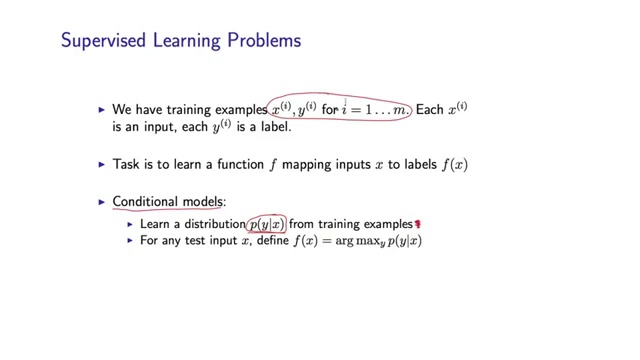 Supervised Learning Problems
▶ We have training examples x^(i), y^(i) for i = 1 . . . m. Each x^(i)
is an input, each y^(i) is a label.
▶ Task is to learn a function f mapping inputs x to labels f(x)
▶ Conditional models:
▶ Learn a distribution p(y|x) from training examples
▶ For any test input x, define f(x) = arg max_y p(y|x)